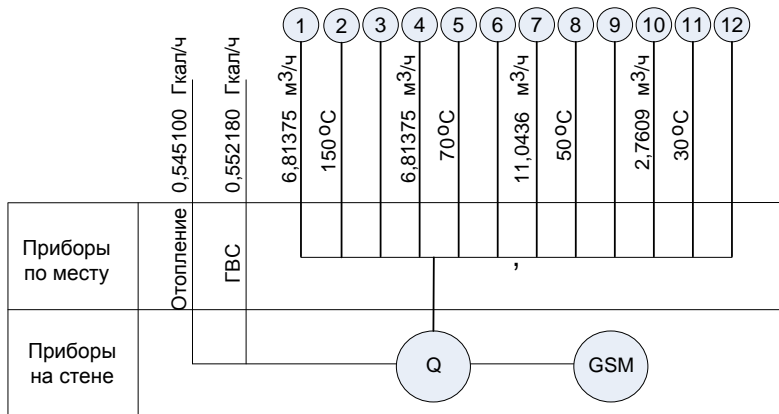 1 2 3 4 5 6 7 8 9 10 11 12
Отопление 0,545100 Гкал/ч
ГВС 0,552180 Гкал/ч
6,81375 м3/ч
150°C
6,81375 м3/ч
70°C
11,0436 м3/ч
50°C
2,7609 м3/ч
30°C
Приборы
по месту
,
Приборы
на стене
Q
GSM